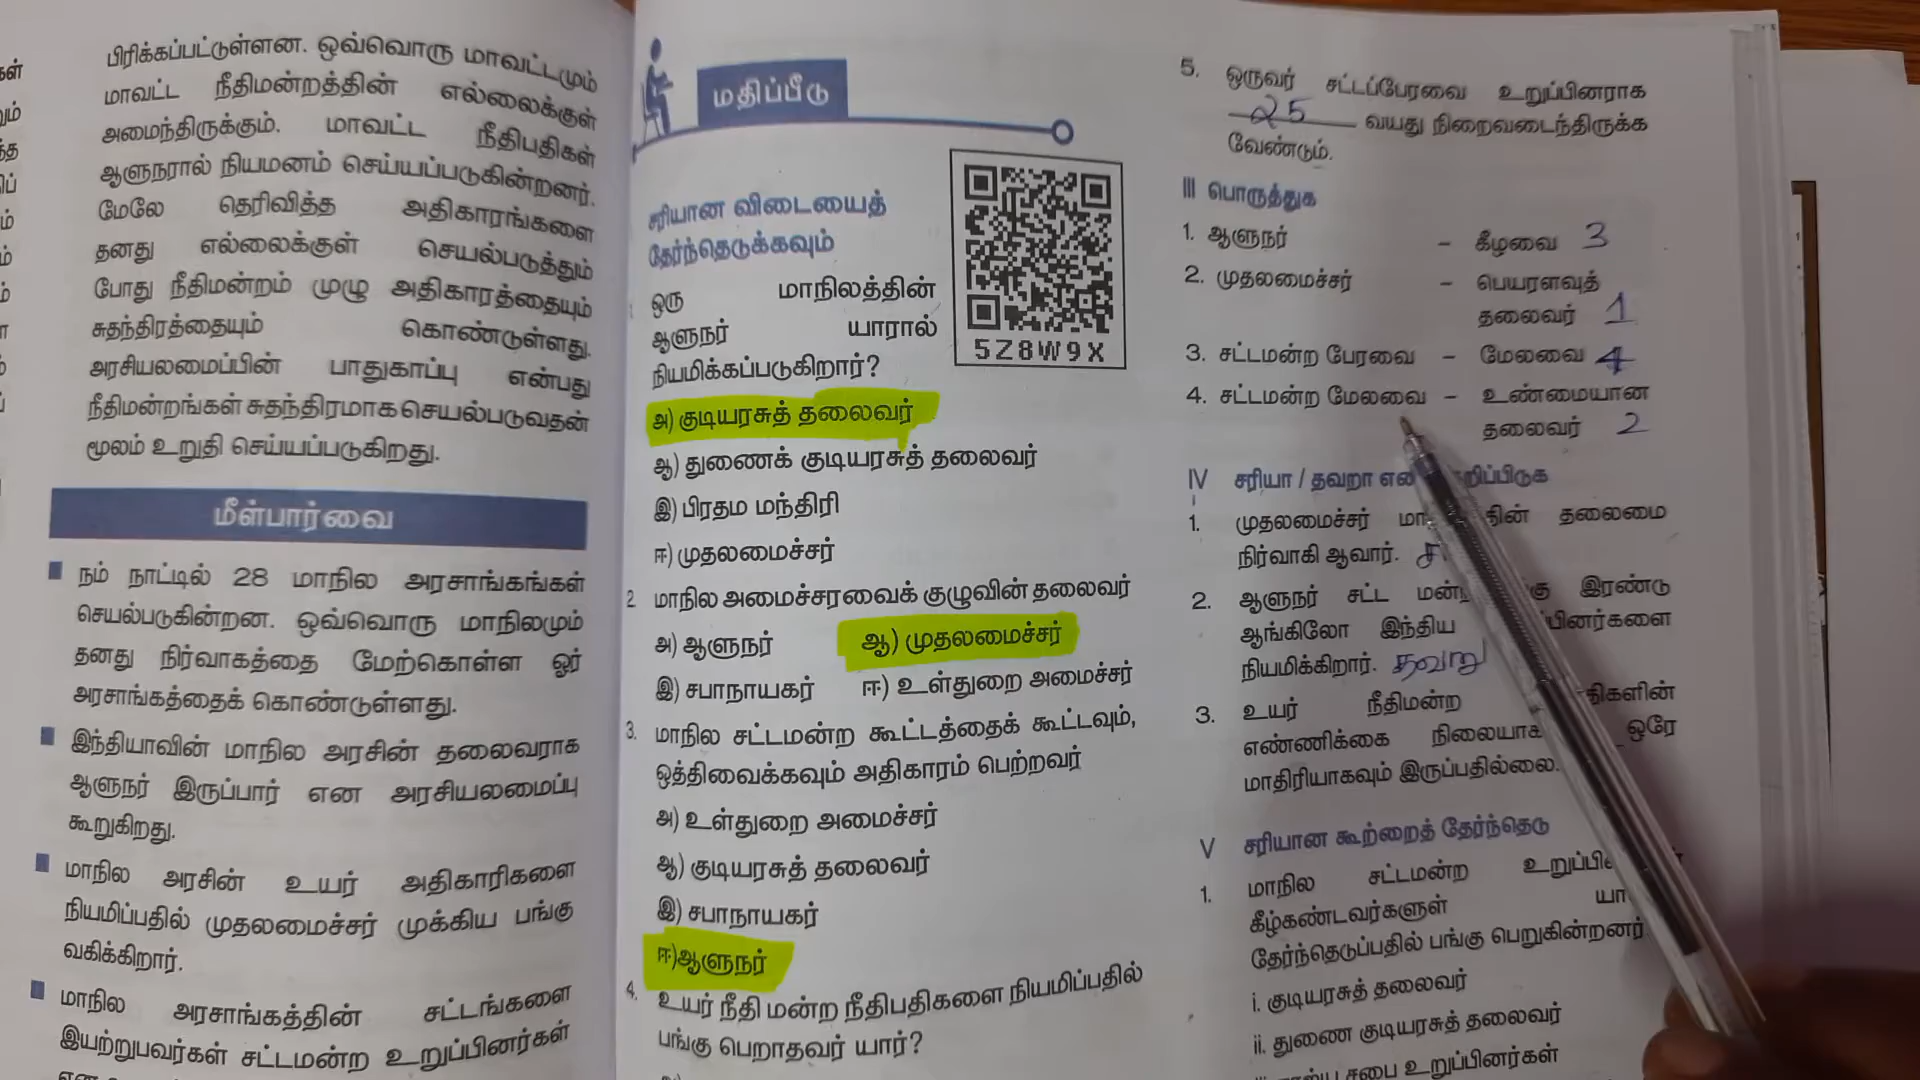 பிரிக்கப்பட்டுள்ளன. ஒவ்வொரு மாவட்டமும்
மாவட்ட நீதிமன்றத்தின் எல்லைக்குள்
அமைந்திருக்கும். மாவட்ட நீதிபதிகள்
ஆளுநரால் நியமனம் செய்யப்படுகின்றனர்.
மேலே தெரிவித்த அதிகாரங்களை
தனது எல்லைக்குள் செயல்படுத்தும்
போது நீதிமன்றம் முழு அதிகாரத்தையும்
சுதந்திரத்தையும் கொண்டுள்ளது.
அரசியலமைப்பின் பாதுகாப்பு என்பது
நீதிமன்றங்கள் சுதந்திரமாக செயல்படுவதன்
மூலம் உறுதி செய்யப்படுகிறது.
மீள்பார்வை
நம் நாட்டில் 28 மாநில அரசாங்கங்கள்
செயல்படுகின்றன. ஒவ்வொரு மாநிலமும்
தனது நிர்வாகத்தை மேற்கொள்ள ஓர்
அரசாங்கத்தைக் கொண்டுள்ளது.
இந்தியாவின் மாநில அரசின் தலைவராக
ஆளுநர் இருப்பார் என அரசியலமைப்பு
கூறுகிறது.
மாநில அரசின் உயர் அதிகாரிகளை
நியமிப்பதில் முதலமைச்சர் முக்கிய பங்கு
வகிக்கிறார்.
மாநில அரசாங்கத்தின் சட்டங்களை
இயற்றுபவர்கள் சட்டமன்ற உறுப்பினர்கள்
மதிப்பீடு
சரியான விடையைத்
தேர்ந்தெடுக்கவும்
ஒரு மாநிலத்தின்
ஆளுநர் யாரால்
நியமிக்கப்படுகிறார்?
5Z8W9X
அ) குடியரசுத் தலைவர்
ஆ) துணைக் குடியரசுத் தலைவர்
இ) பிரதம மந்திரி
ஈ) முதலமைச்சர்
2 மாநில அமைச்சரவைக் குழுவின் தலைவர்
அ) ஆளுநர் ஆ) முதலமைச்சர்
இ) சபாநாயகர் ஈ) உள்துறை அமைச்சர்
3. மாநில சட்டமன்ற கூட்டத்தைக் கூட்டவும்,
ஒத்திவைக்கவும் அதிகாரம் பெற்றவர்
அ) உள்துறை அமைச்சர்
ஆ) குடியரசுத் தலைவர்
இ) சபாநாயகர்
ஈ)ஆளுநர்
4. உயர் நீதி மன்ற நீதிபதிகளை நியமிப்பதில்
பங்கு பெறாதவர் யார்?
5. ஒருவர் சட்டப்பேரவை உறுப்பினராக
25 வயது நிறைவடைந்திருக்க
வேண்டும்.
III பொருத்துக
1. ஆளுநர் - கீழவை 3
2. முதலமைச்சர் - பெயரளவுத்
தலைவர் 1
3. சட்டமன்ற பேரவை - மேலவை 4
4. சட்டமன்ற மேலவை - உண்மையான
தலைவர் 2
IV சரியா / தவறா
1. முதலமைச்சர் தலைமை
நிர்வாகி ஆவார்.
2. ஆளுநர் சட்ட இரண்டு
ஆங்கிலோ இந்திய
நியமிக்கிறார். தவறு
3. உயர் நீதிமன்ற
எண்ணிக்கை ஒரே
மாதிரியாகவும் இருப்பதில்லை.
V சரியான கூற்றைத் தேர்ந்தெடு
1. மாநில சட்டமன்ற
கீழ்கண்டவர்களுள்
தேர்ந்தெடுப்பதில் பங்கு பெறுகின்றனர்
i. குடியரசுத் தலைவர்
ii. துணை குடியரசுத் தலைவர்
சபை உறுப்பினர்கள்